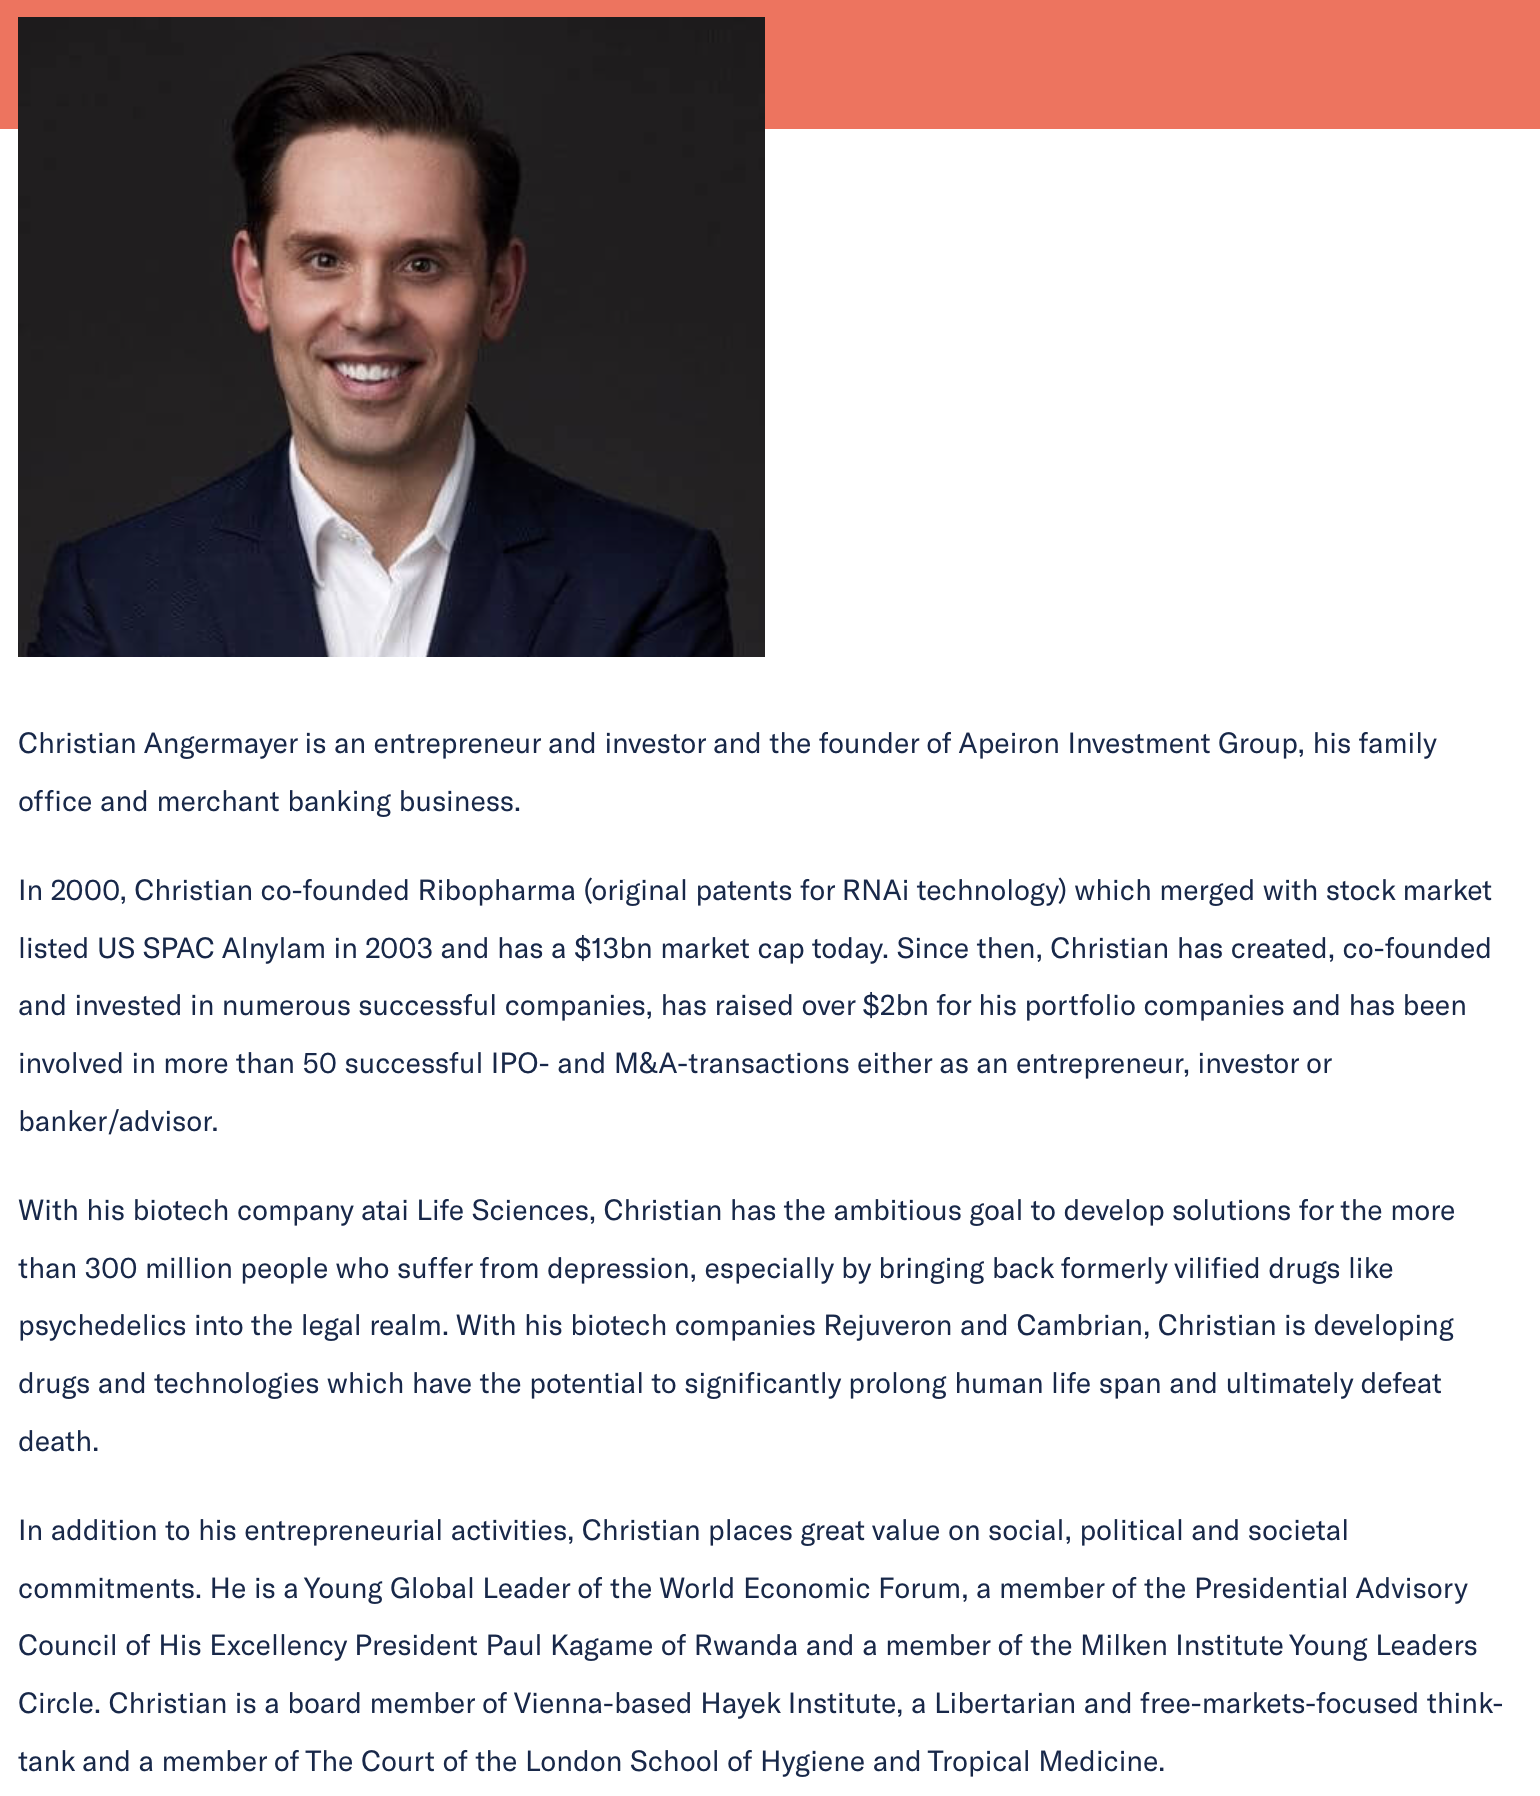 Christian Angermayer is an entrepreneur and investor and the founder of Apeiron Investment Group, his family
office and merchant banking business.
In 2000, Christian co-founded Ribopharma (original patents for RNAi technology) which merged with stock market
listed US SPAC Alnylam in 2003 and has a $13bn market cap today. Since then, Christian has created, co-founded
and invested in numerous successful companies, has raised over $2bn for his portfolio companies and has been
involved in more than 50 successful IPO- and M&A-transactions either as an entrepreneur, investor or
banker/advisor.
With his biotech company atai Life Sciences, Christian has the ambitious goal to develop solutions for the more
than 300 million people who suffer from depression, especially by bringing back formerly vilified drugs like
psychedelics into the legal realm. With his biotech companies Rejuveron and Cambrian, Christian is developing
drugs and technologies which have the potential to significantly prolong human life span and ultimately defeat
death.
In addition to his entrepreneurial activities, Christian places great value on social, political and societal
commitments. He is a Young Global Leader of the World Economic Forum, a member of the Presidential Advisory
Council of His Excellency President Paul Kagame of Rwanda and a member of the Milken Institute Young Leaders
Circle. Christian is a board member of Vienna-based Hayek Institute, a Libertarian and free-markets-focused think-
tank and a member of The Court of the London School of Hygiene and Tropical Medicine.